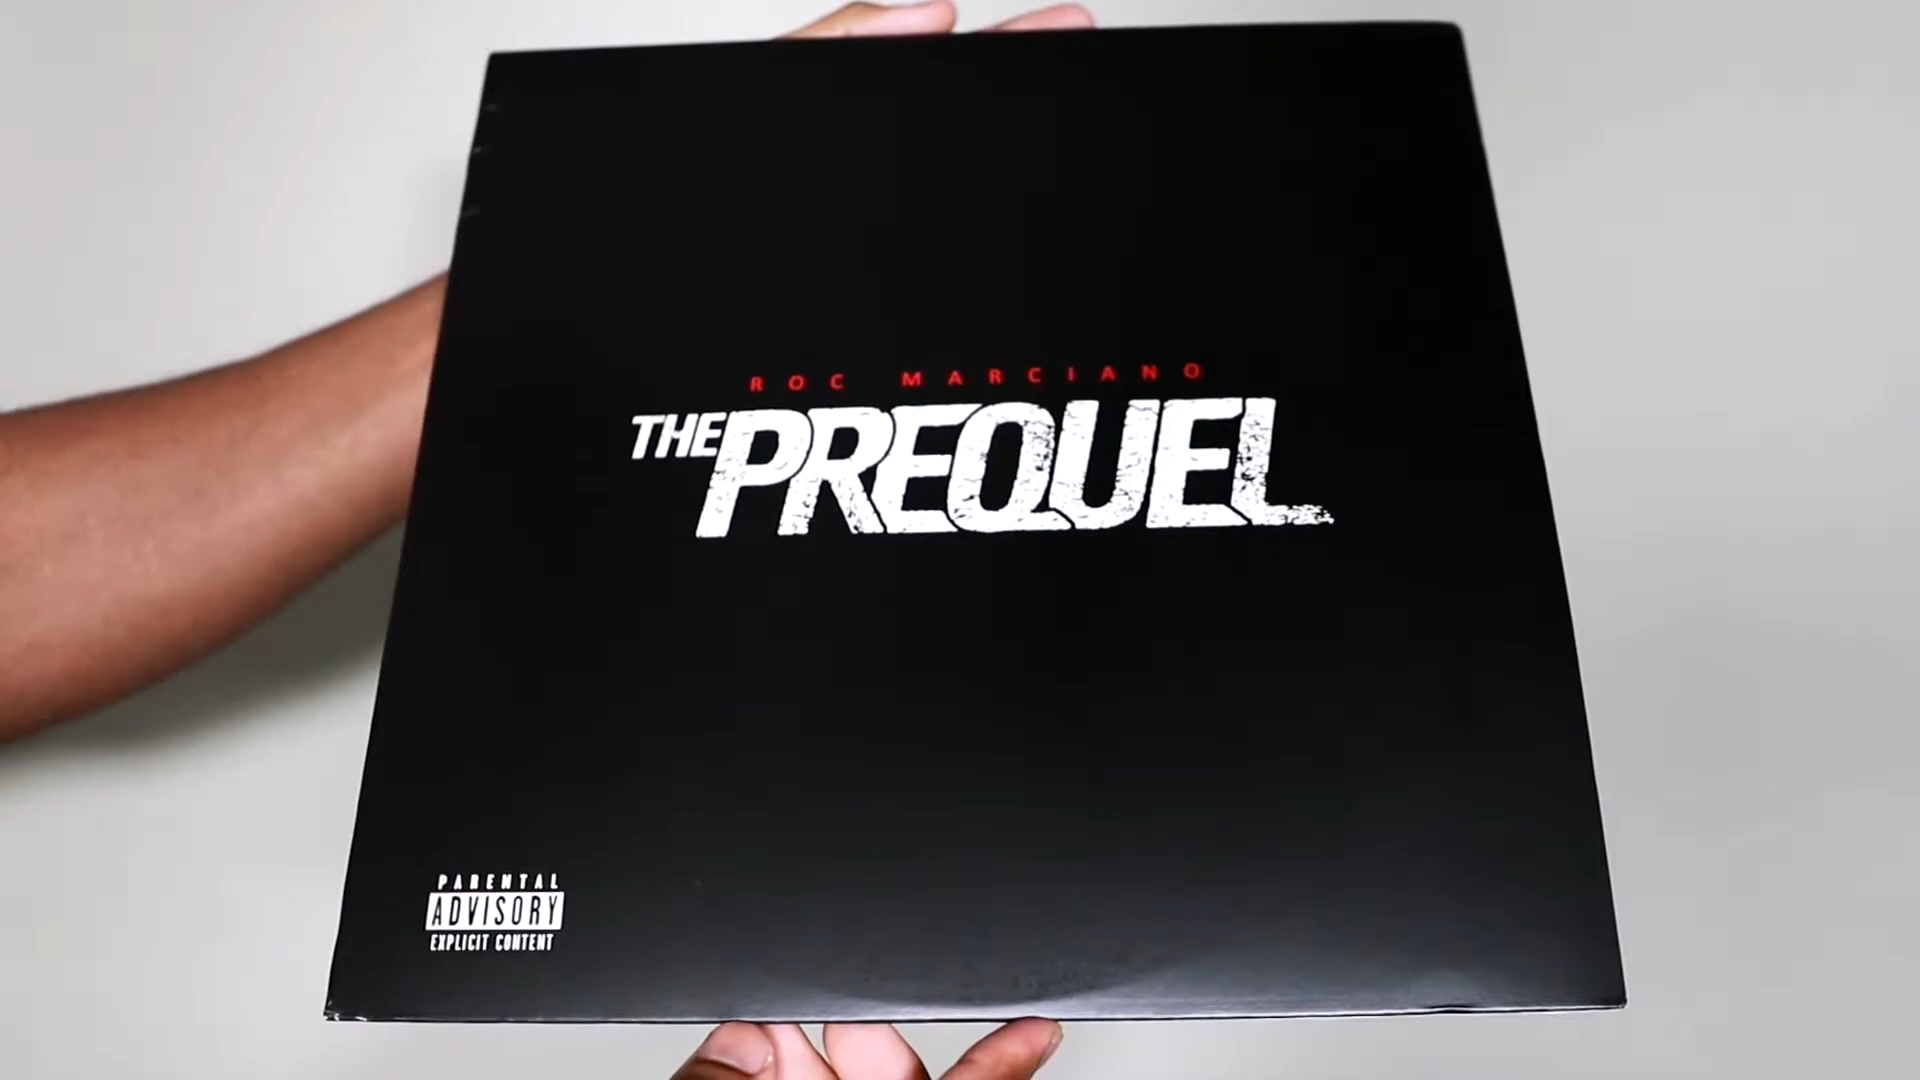 ROC MARCIANO
THE PREQUEL
PARENTAL
ADVISORY
EXPLICIT CONTENT